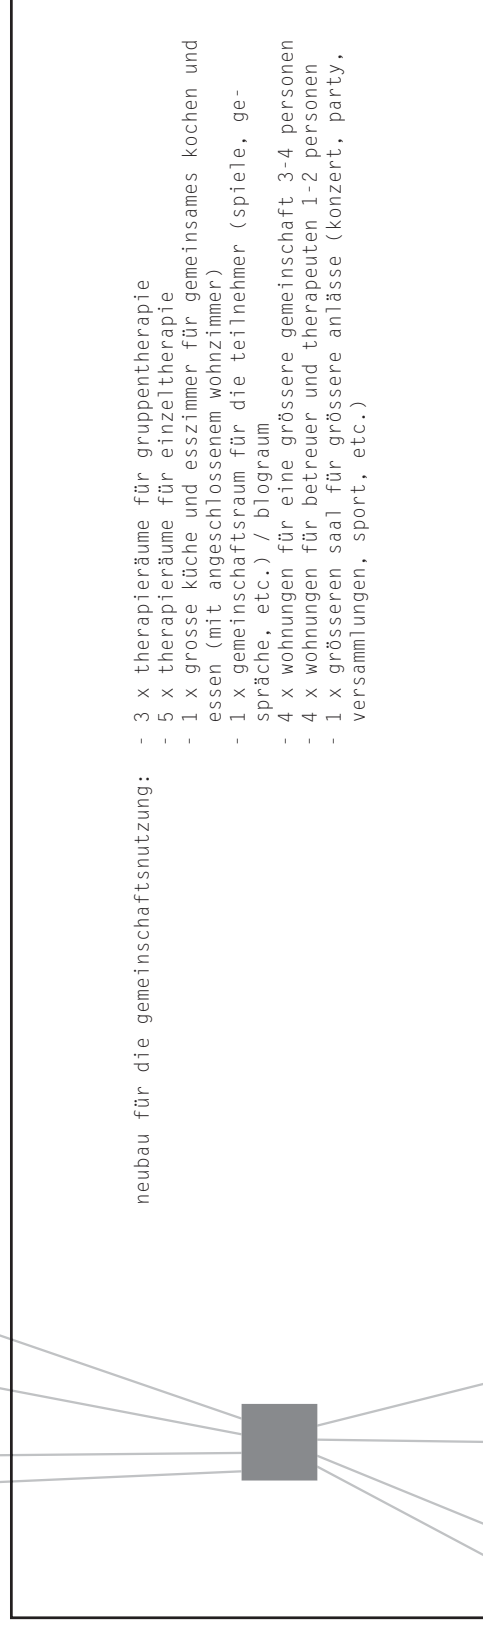 neubau für die gemeinschaftsnutzung:
- 3 x therapieräume für gruppentherapie
- 5 x therapieräume für einzeltherapie
- 1 x grosse küche und esszimmer für gemeinsames kochen und
essen (mit angeschlossenem wohnzimmer)
- 1 x gemeinschaftsraum für die teilnehmer (spiele, ge-
spräche, etc.) / blograum
- 4 x wohnungen für eine grössere gemeinschaft 3-4 personen
- 4 x wohnungen für betreuer und therapeuten 1-2 personen
- 1 x grösseren saal für grössere anlässe (konzert, party,
versammlungen, sport, etc.)